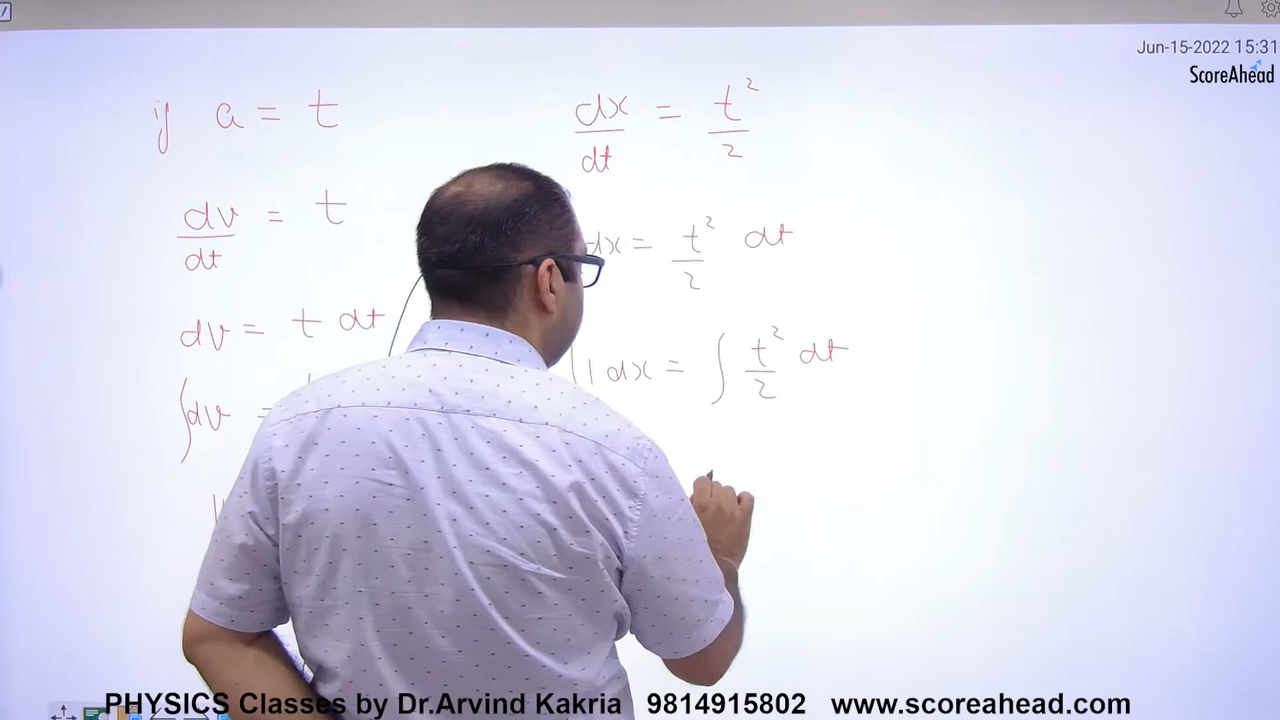 Jun-15-2022 15:31
ScoreAhead
if a = t
dv/dt = t
dv = t dt
∫dv =
dx/dt = t²/2
dx = t²/2 dt
∫1 dx = ∫ t²/2 dt
PHYSICS Classes by Dr.Arvind Kakria 9814915802 www.scoreahead.com